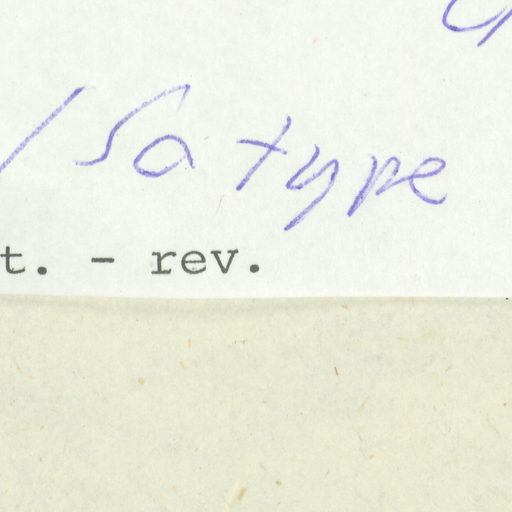 / Satype
t. - rev.